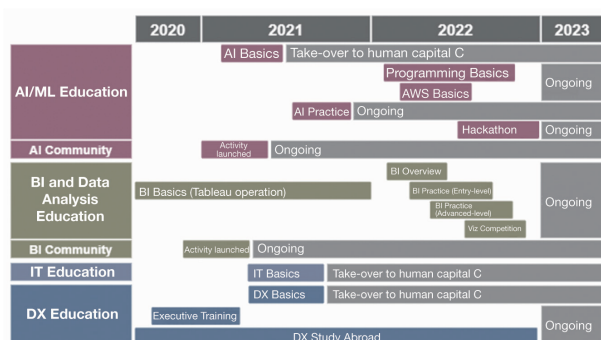 2020
2021
2022
2023
AI/ML Education
AI Basics
Take-over to human capital C
Programming Basics
AWS Basics
Ongoing
AI Practice
Ongoing
Hackathon
Ongoing
AI Community
Activity
launched
Ongoing
BI and Data
Analysis
Education
BI Overview
BI Basics (Tableau operation)
BI Practice (Entry-level)
BI Practice
(Advanced-level)
Viz Competition
Ongoing
BI Community
Activity launched
Ongoing
IT Education
IT Basics
Take-over to human capital C
DX Education
DX Basics
Take-over to human capital C
Executive Training
Ongoing
DX Study Abroad